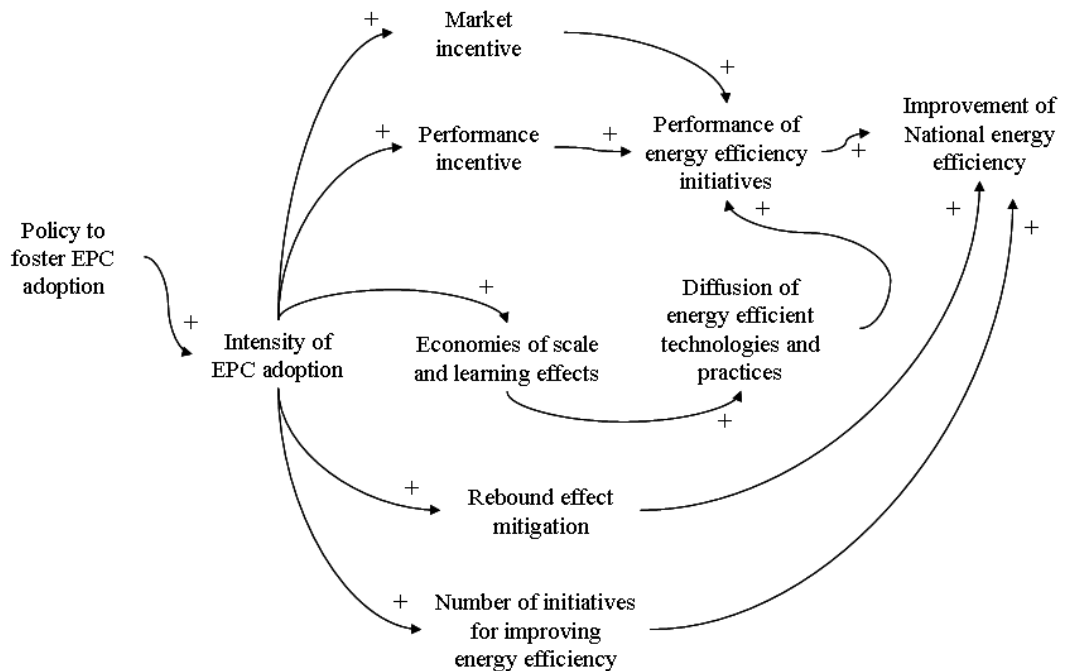 +
Market
incentive
+
+
Performance
incentive
+
Performance of
energy efficiency
initiatives
+
Improvement of
National energy
efficiency
+
+
+
Policy to
foster EPC
adoption
+
Intensity of
EPC adoption
+
Economies of scale
and learning effects
Diffusion of
energy efficient
technologies and
practices
+
+
Rebound effect
mitigation
+
Number of initiatives
for improving
energy efficiency